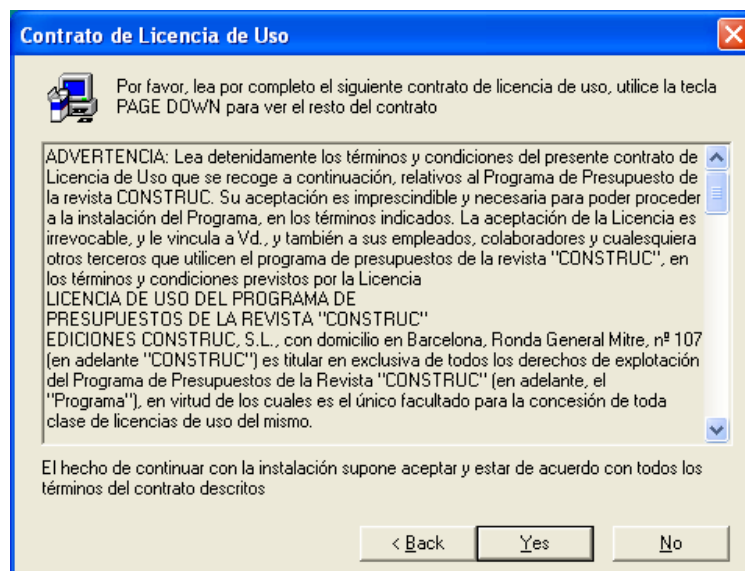 Contrato de Licencia de Uso
Por favor, lea por completo el siguiente contrato de licencia de uso, utilice la tecla
PAGE DOWN para ver el resto del contrato
ADVERTENCIA: Lea detenidamente los términos y condiciones del presente contrato de
Licencia de Uso que se recoge a continuación, relativos al Programa de Presupuesto de
la revista CONSTRUC. Su aceptación es imprescindible y necesaria para poder proceder
a la instalación del Programa, en los términos indicados. La aceptación de la Licencia es
irrevocable, y le vincula a Vd., y también a sus empleados, colaboradores y cualesquiera
otros terceros que utilicen el programa de presupuestos de la revista "CONSTRUC", en
los términos y condiciones previstos por la Licencia
LICENCIA DE USO DEL PROGRAMA DE
PRESUPUESTOS DE LA REVISTA "CONSTRUC"
EDICIONES CONSTRUC, S.L., con domicilio en Barcelona, Ronda General Mitre, nº 107
(en adelante "CONSTRUC") es titular en exclusiva de todos los derechos de explotación
del Programa de Presupuestos de la Revista "CONSTRUC" (en adelante, el
"Programa"), en virtud de los cuales es el único facultado para la concesión de toda
clase de licencias de uso del mismo.
El hecho de continuar con la instalación supone aceptar y estar de acuerdo con todos los
términos del contrato descritos
< Back Yes No